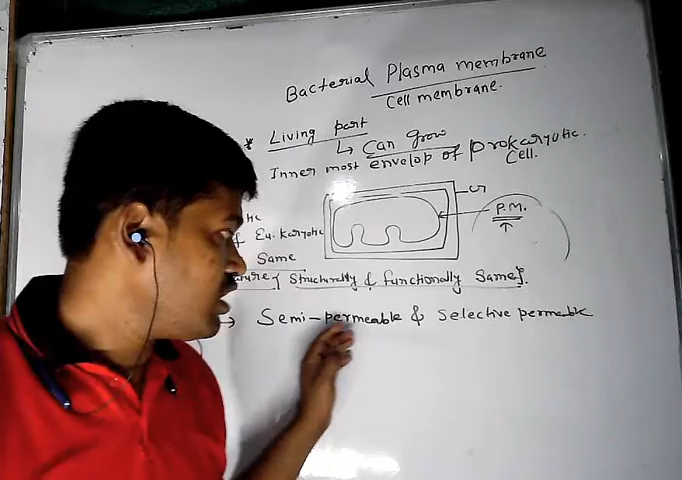 Bacterial Plasma membrane
Cell membrane.
* Living part
↳ Can grow
Inner most envelop of prokaryotic
Cell.
P.M.
Eu. karyotic
Same
{ Structurally & functionally Same}.
→ Semi-permeable & Selective permeable